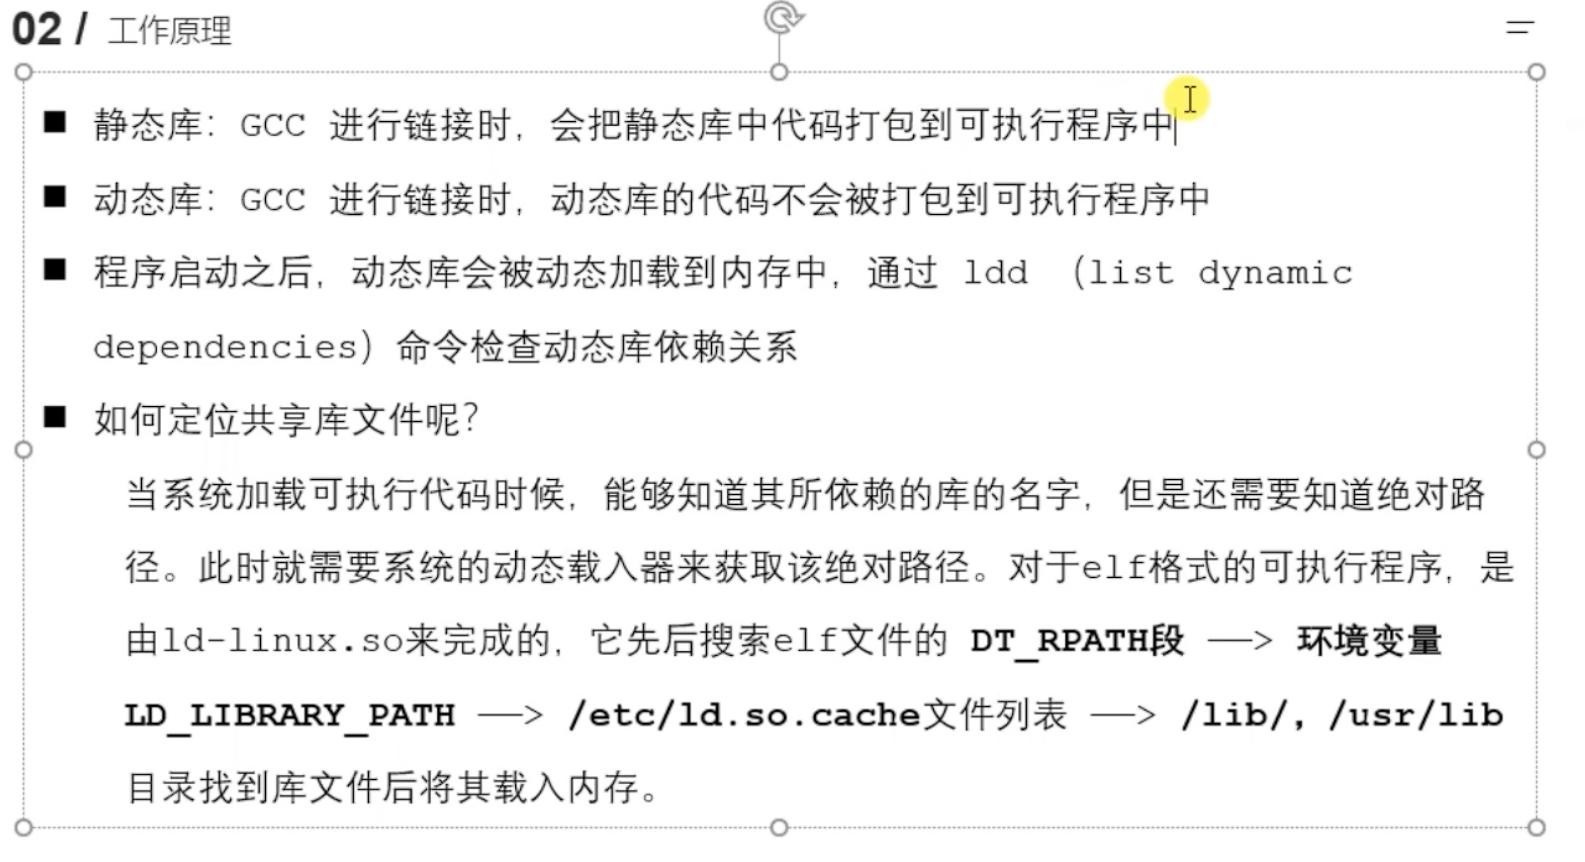 02 / 工作原理
■ 静态库：GCC 进行链接时，会把静态库中代码打包到可执行程序中
■ 动态库：GCC 进行链接时，动态库的代码不会被打包到可执行程序中
■ 程序启动之后，动态库会被动态加载到内存中，通过 ldd （list dynamic
dependencies）命令检查动态库依赖关系
■ 如何定位共享库文件呢？
当系统加载可执行代码时候，能够知道其所依赖的库的名字，但是还需要知道绝对路
径。此时就需要系统的动态载入器来获取该绝对路径。对于elf格式的可执行程序，是
由ld-linux.so来完成的，它先后搜索elf文件的 DT_RPATH段 ——> 环境变量
LD_LIBRARY_PATH ——> /etc/ld.so.cache文件列表 ——> /lib/，/usr/lib
目录找到库文件后将其载入内存。